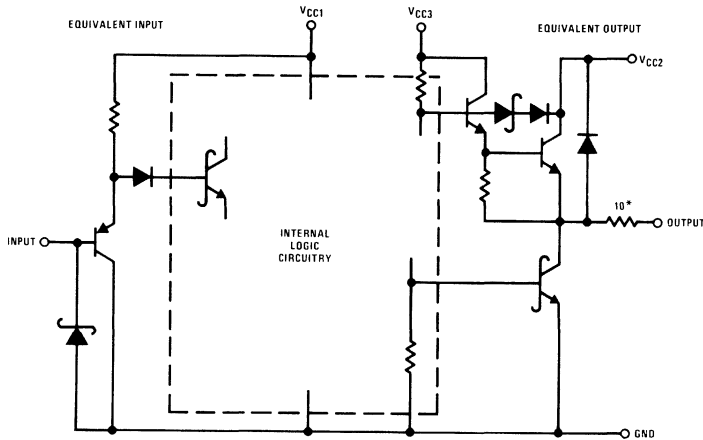 EQUIVALENT INPUT
VCC1
VCC3
EQUIVALENT OUTPUT
VCC2
10*
OUTPUT
INPUT
INTERNAL
LOGIC
CIRCUITRY
GND